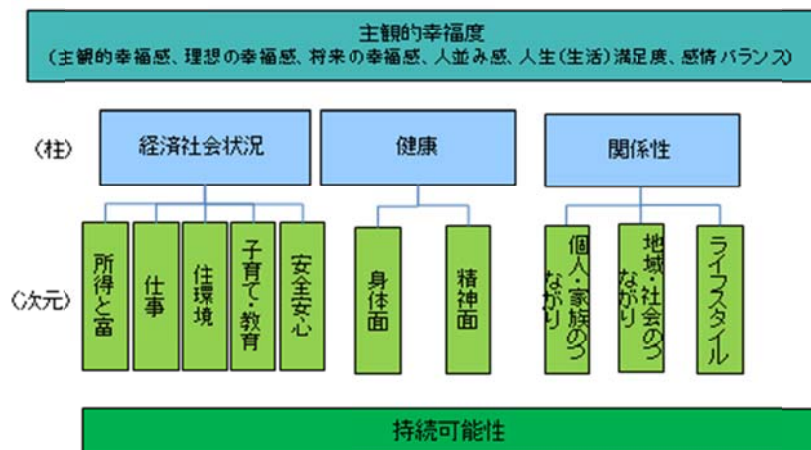 主観的幸福度
(主観的幸福感、理想の幸福感、将来の幸福感、人並み感、人生(生活)満足度、感情バランス)
(柱)
経済社会状況
健康
関係性
(次元)
所得と富
仕事
住環境
子育て・教育
安全安心
身体面
精神面
個人・家族のつ
ながり
地域・社会のつ
ながり
ライフスタイル
持続可能性